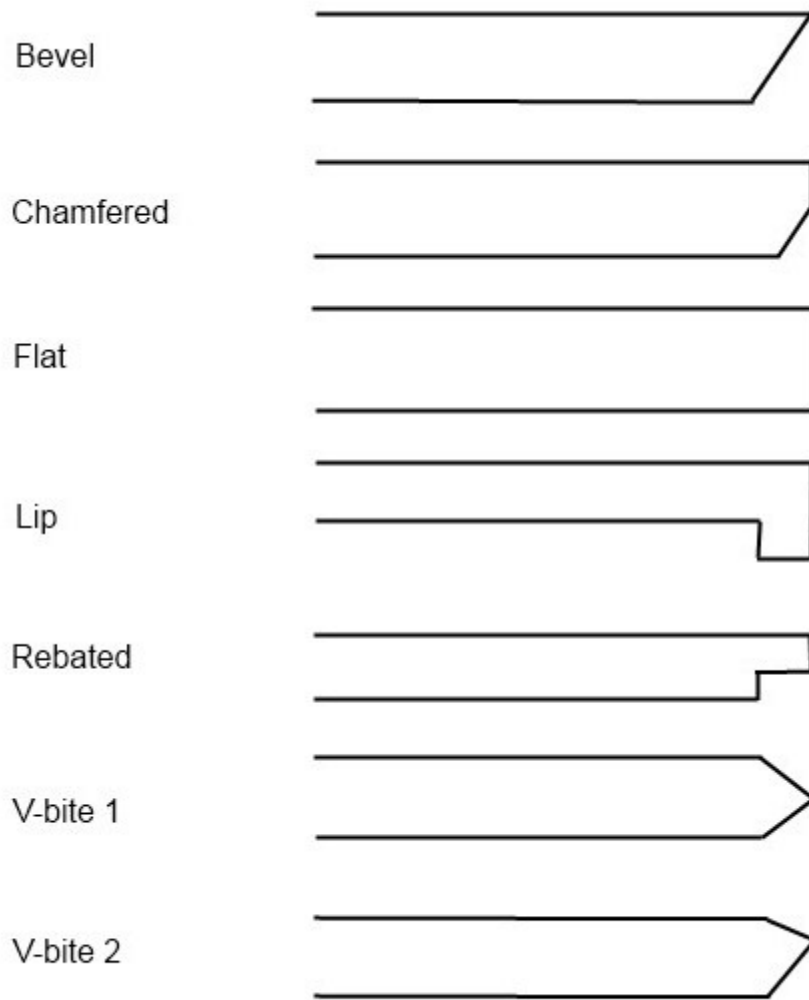 Bevel
Chamfered
Flat
Lip
Rebated
V-bite 1
V-bite 2